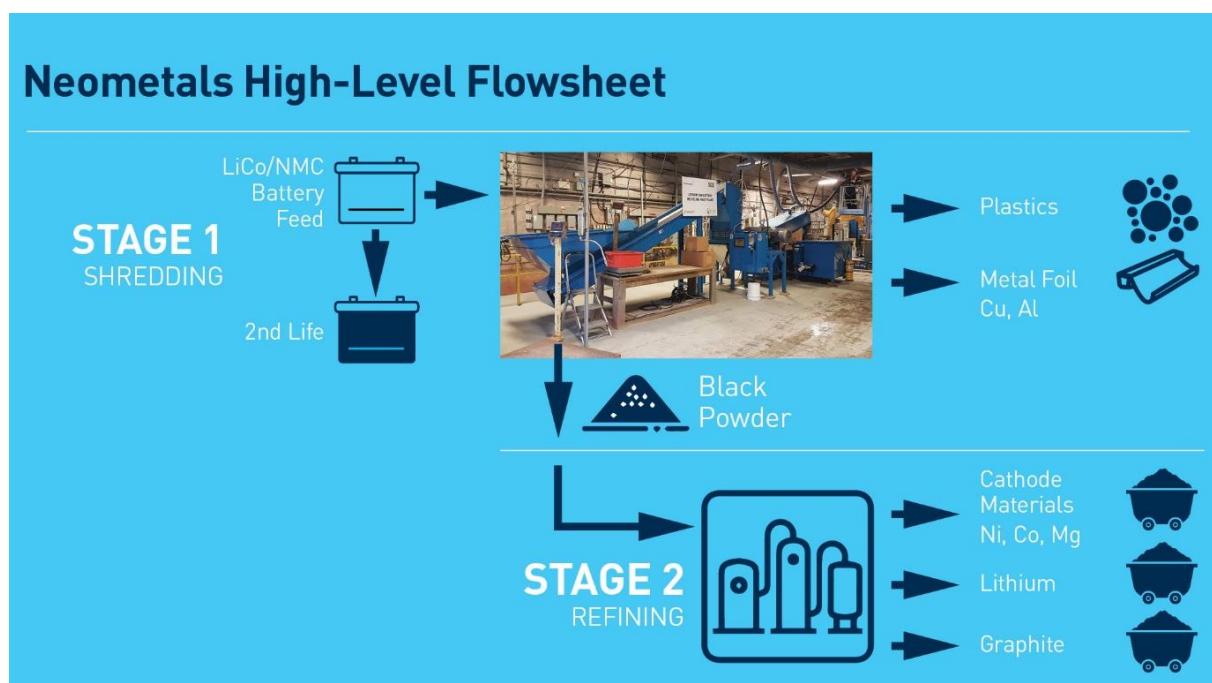 Neometals High-Level Flowsheet
LiCo/NMC
Battery
Feed
STAGE 1
SHREDDING
2nd Life
Plastics
Metal Foil
Cu, Al
Black
Powder
STAGE 2
REFINING
Cathode
Materials
Ni, Co, Mg
Lithium
Graphite